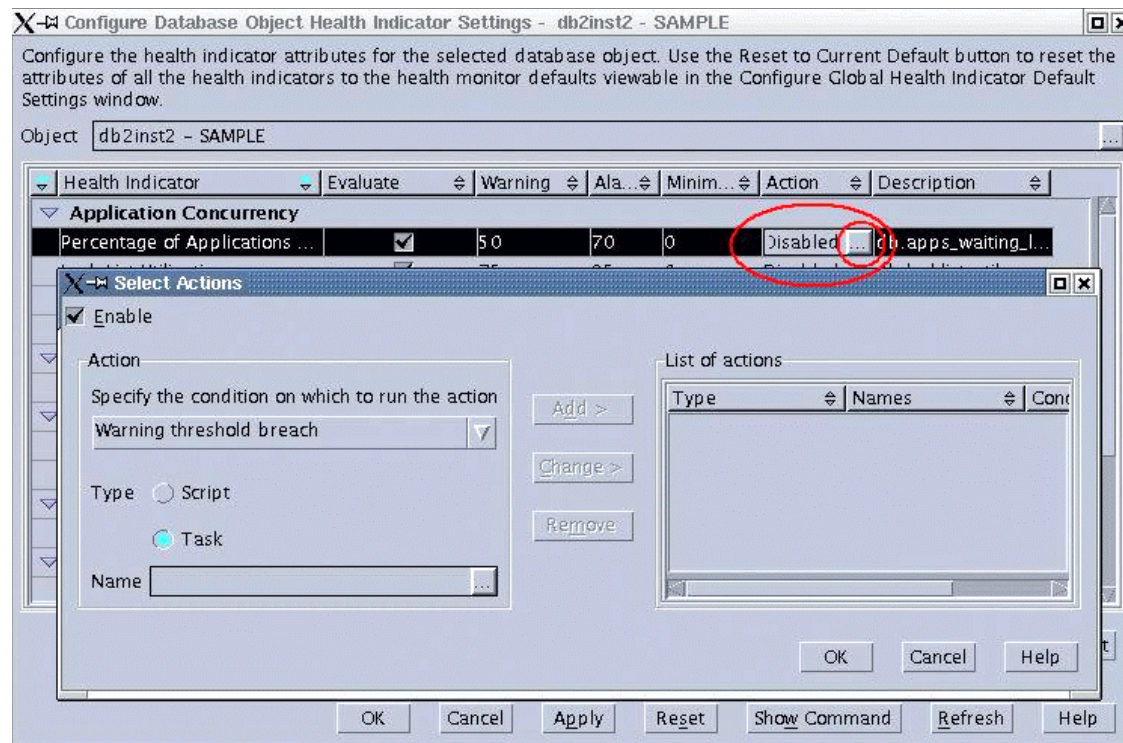 Configure Database Object Health Indicator Settings - db2inst2 - SAMPLE
Configure the health indicator attributes for the selected database object. Use the Reset to Current Default button to reset the
attributes of all the health indicators to the health monitor defaults viewable in the Configure Global Health Indicator Default
Settings window.
Object db2inst2 - SAMPLE ...
Health Indicator Evaluate Warning Ala... Minim... Action Description
Application Concurrency
Percentage of Applications ... 50 70 0 Disabled ... db.apps_waiting_l...
Select Actions
Enable
Action
List of actions
Specify the condition on which to run the action
Type Names Cond
Add >
Warning threshold breach
Change >
Type Script
Remove
Task
Name ...
OK Cancel Help
OK Cancel Apply Reset Show Command Refresh Help